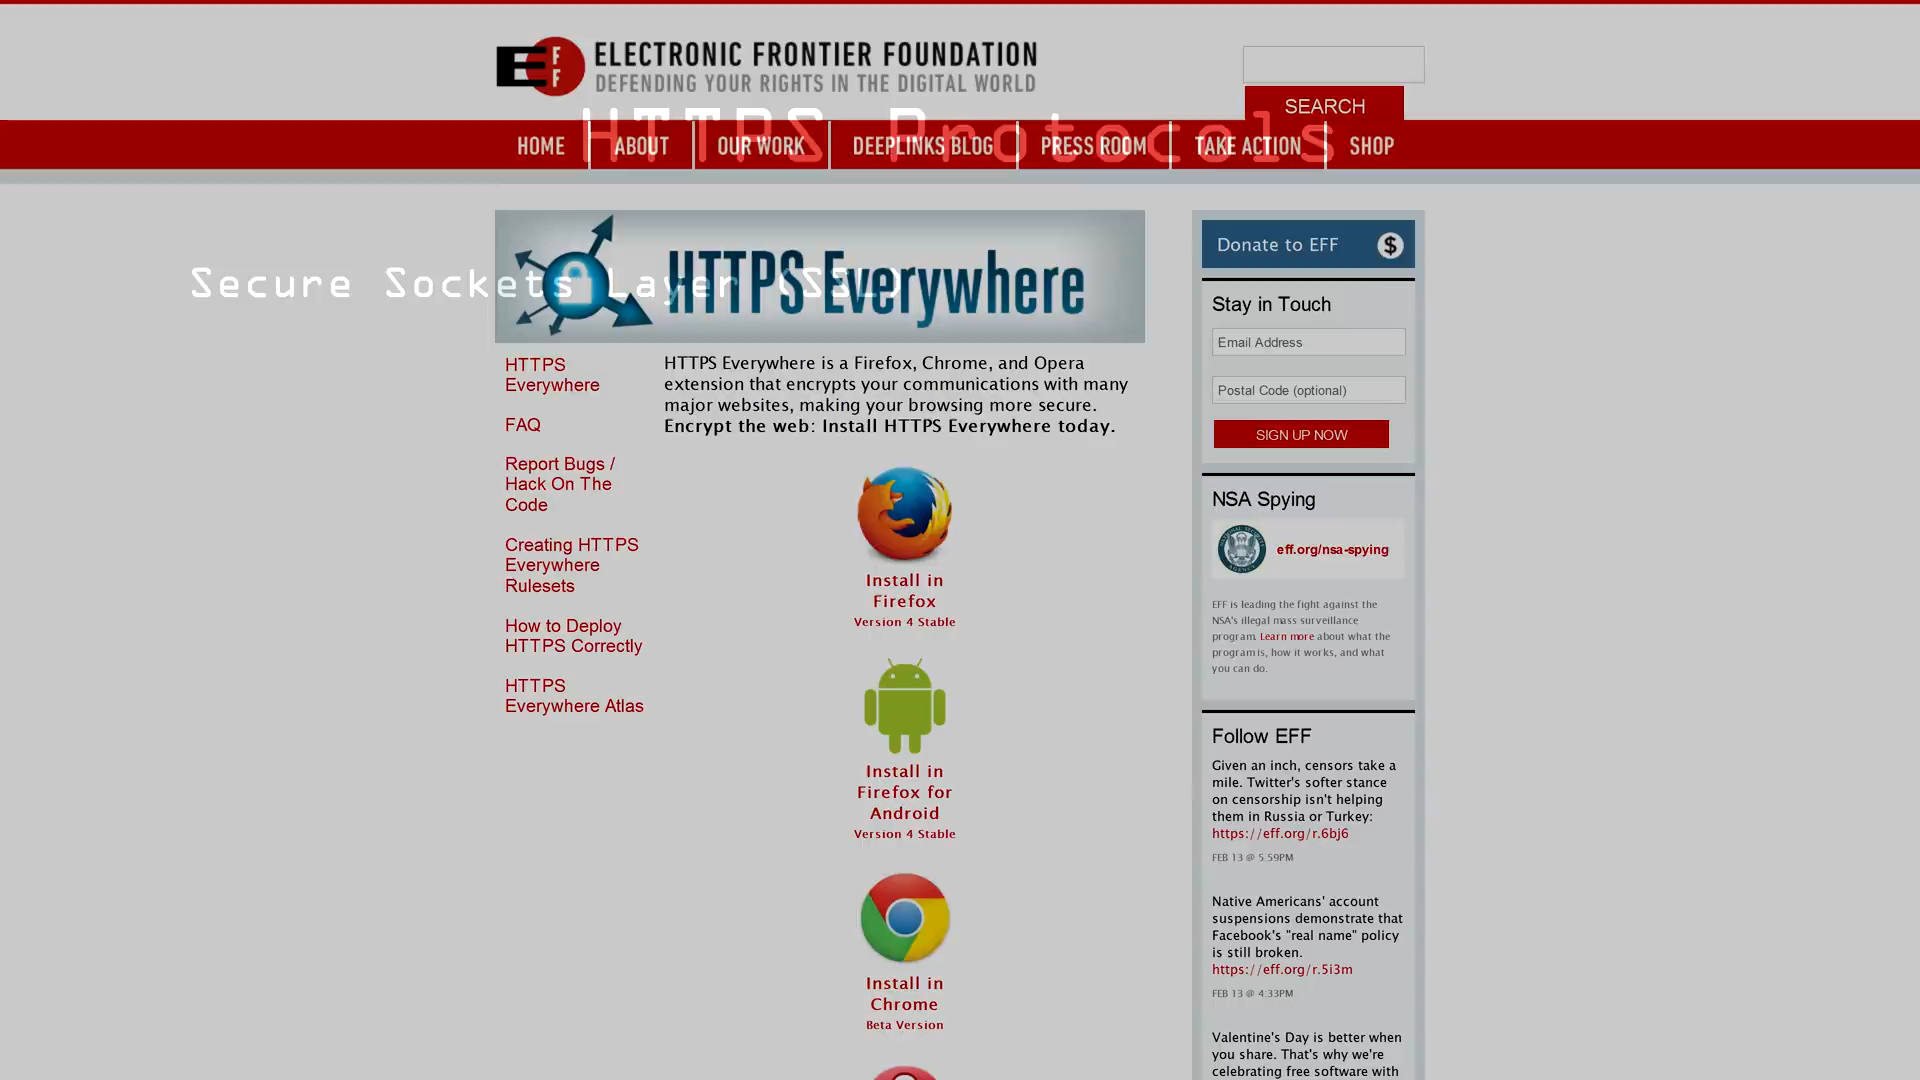 E F F
ELECTRONIC FRONTIER FOUNDATION
DEFENDING YOUR RIGHTS IN THE DIGITAL WORLD
SEARCH
HTTPS Protocols
HOME ABOUT OUR WORK DEEPLINKS BLOG PRESS ROOM TAKE ACTION SHOP
Secure Sockets Layer (SSL)
HTTPS Everywhere
HTTPS
Everywhere
FAQ
Report Bugs /
Hack On The
Code
Creating HTTPS
Everywhere
Rulesets
How to Deploy
HTTPS Correctly
HTTPS
Everywhere Atlas
HTTPS Everywhere is a Firefox, Chrome, and Opera
extension that encrypts your communications with many
major websites, making your browsing more secure.
Encrypt the web: Install HTTPS Everywhere today.
Install in
Firefox
Version 4 Stable
Install in
Firefox for
Android
Version 4 Stable
Install in
Chrome
Beta Version
Donate to EFF $
Stay in Touch
Email Address
Postal Code (optional)
SIGN UP NOW
NSA Spying
eff.org/nsa-spying
EFF is leading the fight against the
NSA's illegal mass surveillance
program. Learn more about what the
program is, how it works, and what
you can do.
Follow EFF
Given an inch, censors take a
mile. Twitter's softer stance
on censorship isn't helping
them in Russia or Turkey:
https://eff.org/r.6bj6
FEB 13 @ 5:59PM
Native Americans' account
suspensions demonstrate that
Facebook's "real name" policy
is still broken.
https://eff.org/r.5i3m
FEB 13 @ 4:33PM
Valentine's Day is better when
you share. That's why we're
celebrating free software with